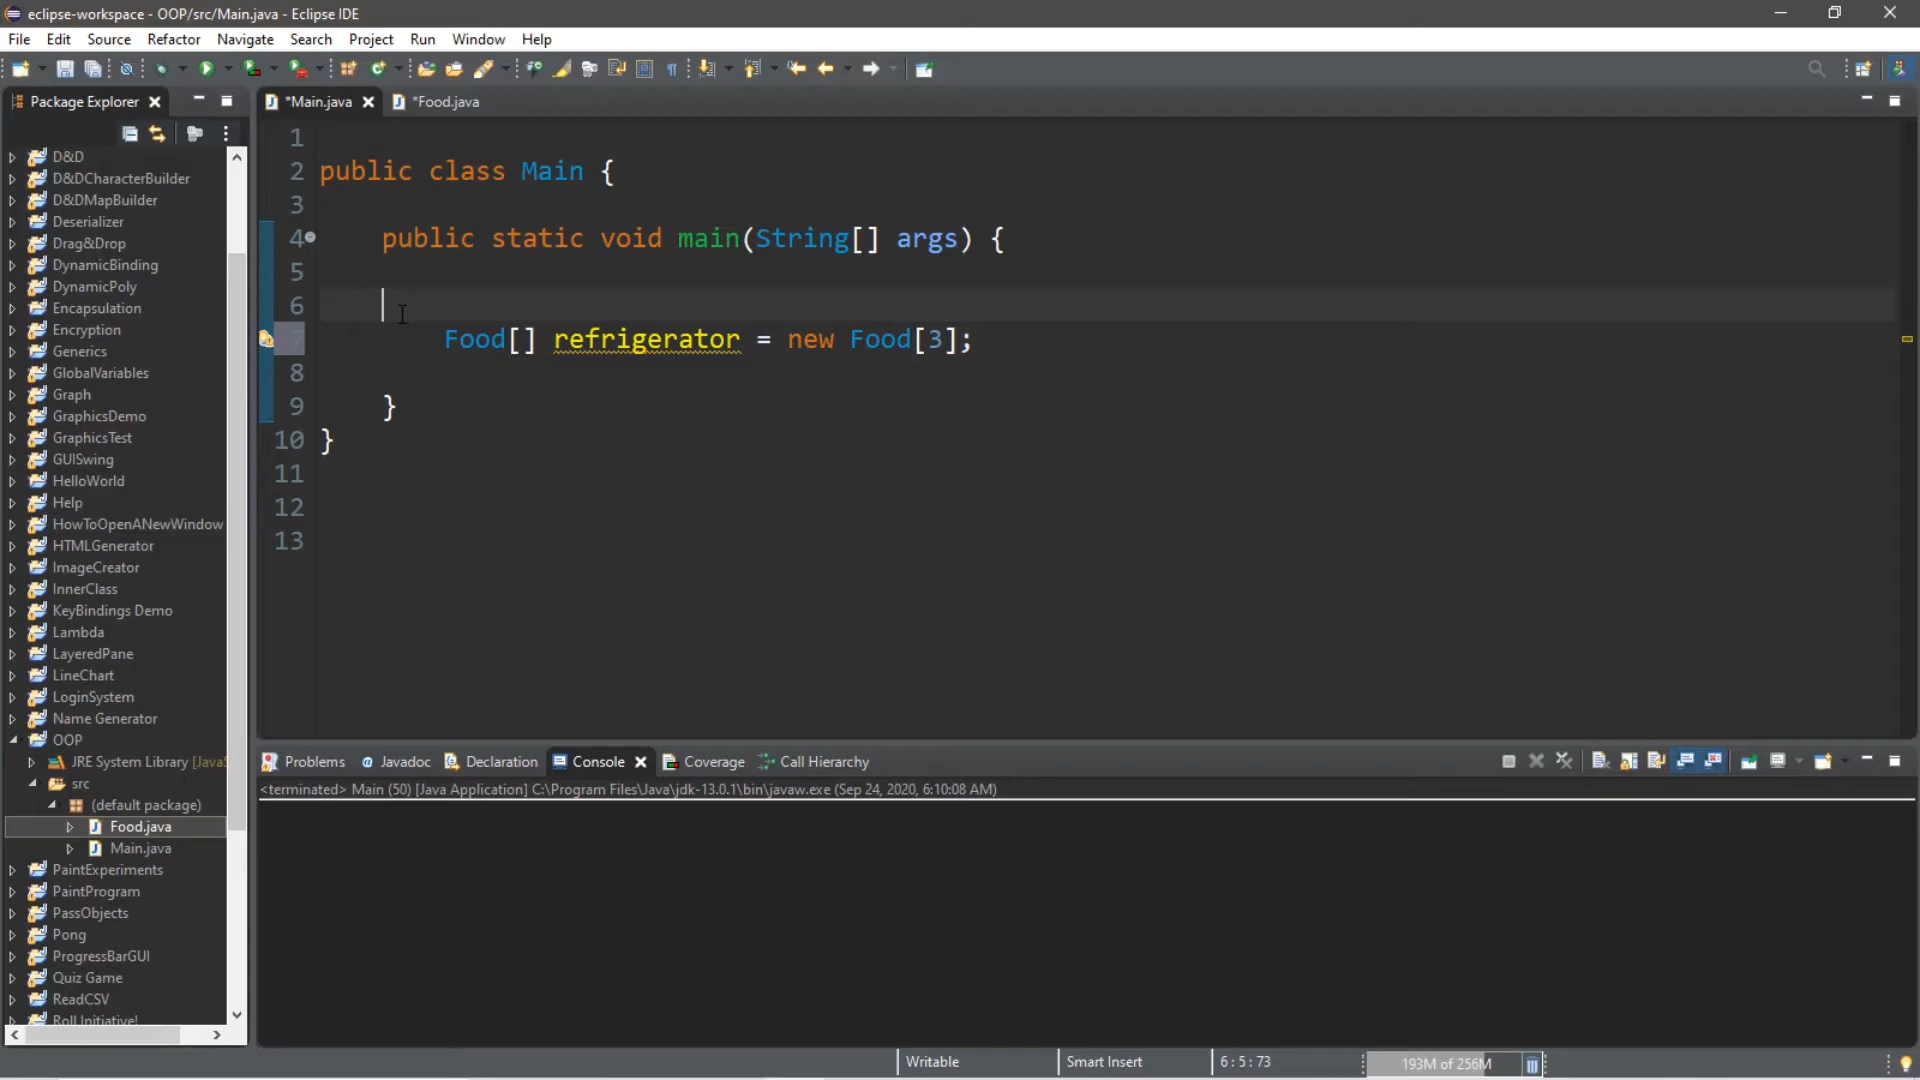 eclipse-workspace - OOP/src/Main.java - Eclipse IDE
File Edit Source Refactor Navigate Search Project Run Window Help
Package Explorer
*Main.java
*Food.java
D&D
D&DCharacterBuilder
D&DMapBuilder
Deserializer
Drag&Drop
DynamicBinding
DynamicPoly
Encapsulation
Encryption
Generics
GlobalVariables
Graph
GraphicsDemo
GraphicsTest
GUISwing
HelloWorld
Help
HowToOpenANewWindow
HTMLGenerator
ImageCreator
InnerClass
KeyBindings Demo
Lambda
LayeredPane
LineChart
LoginSystem
Name Generator
OOP
JRE System Library [JavaS
src
(default package)
Food.java
Main.java
PaintExperiments
PaintProgram
PassObjects
Pong
ProgressBarGUI
Quiz Game
ReadCSV
RollInitiative!
1
2 public class Main {
3
4 public static void main(String[] args) {
5
6
7 Food[] refrigerator = new Food[3];
8
9 }
10 }
11
12
13
Problems Javadoc Declaration Console Coverage Call Hierarchy
<terminated> Main (50) [Java Application] C:\Program Files\Java\jdk-13.0.1\bin\javaw.exe (Sep 24, 2020, 6:10:08 AM)
Writable Smart Insert 6 : 5 : 73 193M of 256M